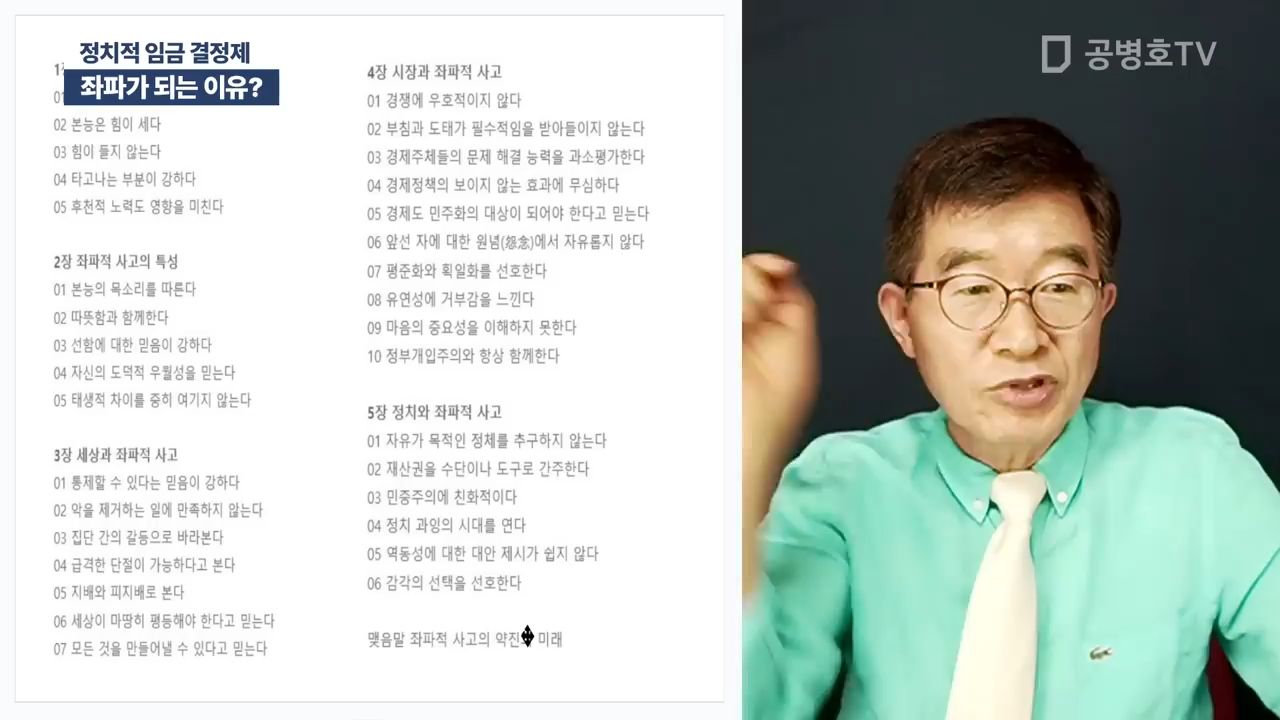 정치적 임금 결정제
좌파가 되는 이유?
공병호TV
02 본능은 힘이 세다
03 힘이 들지 않는다
04 타고나는 부분이 강하다
05 후천적 노력도 영향을 미친다
2장 좌파적 사고의 특성
01 본능의 목소리를 따른다
02 따뜻함과 함께한다
03 선함에 대한 믿음이 강하다
04 자신의 도덕적 우월성을 믿는다
05 태생적 차이를 중히 여기지 않는다
3장 세상과 좌파적 사고
01 통제할 수 있다는 믿음이 강하다
02 악을 제거하는 일에 만족하지 않는다
03 집단 간의 갈등으로 바라본다
04 급격한 단절이 가능하다고 본다
05 지배와 피지배로 본다
06 세상이 마땅히 평등해야 한다고 믿는다
07 모든 것을 만들어낼 수 있다고 믿는다
4장 시장과 좌파적 사고
01 경쟁에 우호적이지 않다
02 부침과 도태가 필수적임을 받아들이지 않는다
03 경제주체들의 문제 해결 능력을 과소평가한다
04 경제정책의 보이지 않는 효과에 무심하다
05 경제도 민주화의 대상이 되어야 한다고 믿는다
06 앞선 자에 대한 원념(怨念)에서 자유롭지 않다
07 평준화와 획일화를 선호한다
08 유연성에 거부감을 느낀다
09 마음의 중요성을 이해하지 못한다
10 정부개입주의와 항상 함께한다
5장 정치와 좌파적 사고
01 자유가 목적인 정체를 추구하지 않는다
02 재산권을 수단이나 도구로 간주한다
03 민중주의에 친화적이다
04 정치 과잉의 시대를 연다
05 역동성에 대한 대안 제시가 쉽지 않다
06 감각의 선택을 선호한다
맺음말 좌파적 사고의 약진 미래